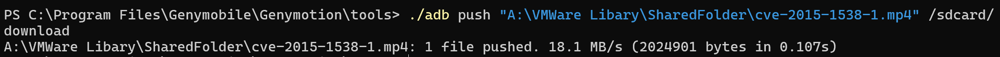 PS C:\Program Files\Genymobile\Genymotion\tools> ./adb push "A:\VMWare Libary\SharedFolder\cve-2015-1538-1.mp4" /sdcard/
download
A:\VMWare Libary\SharedFolder\cve-2015-1538-1.mp4: 1 file pushed. 18.1 MB/s (2024901 bytes in 0.107s)